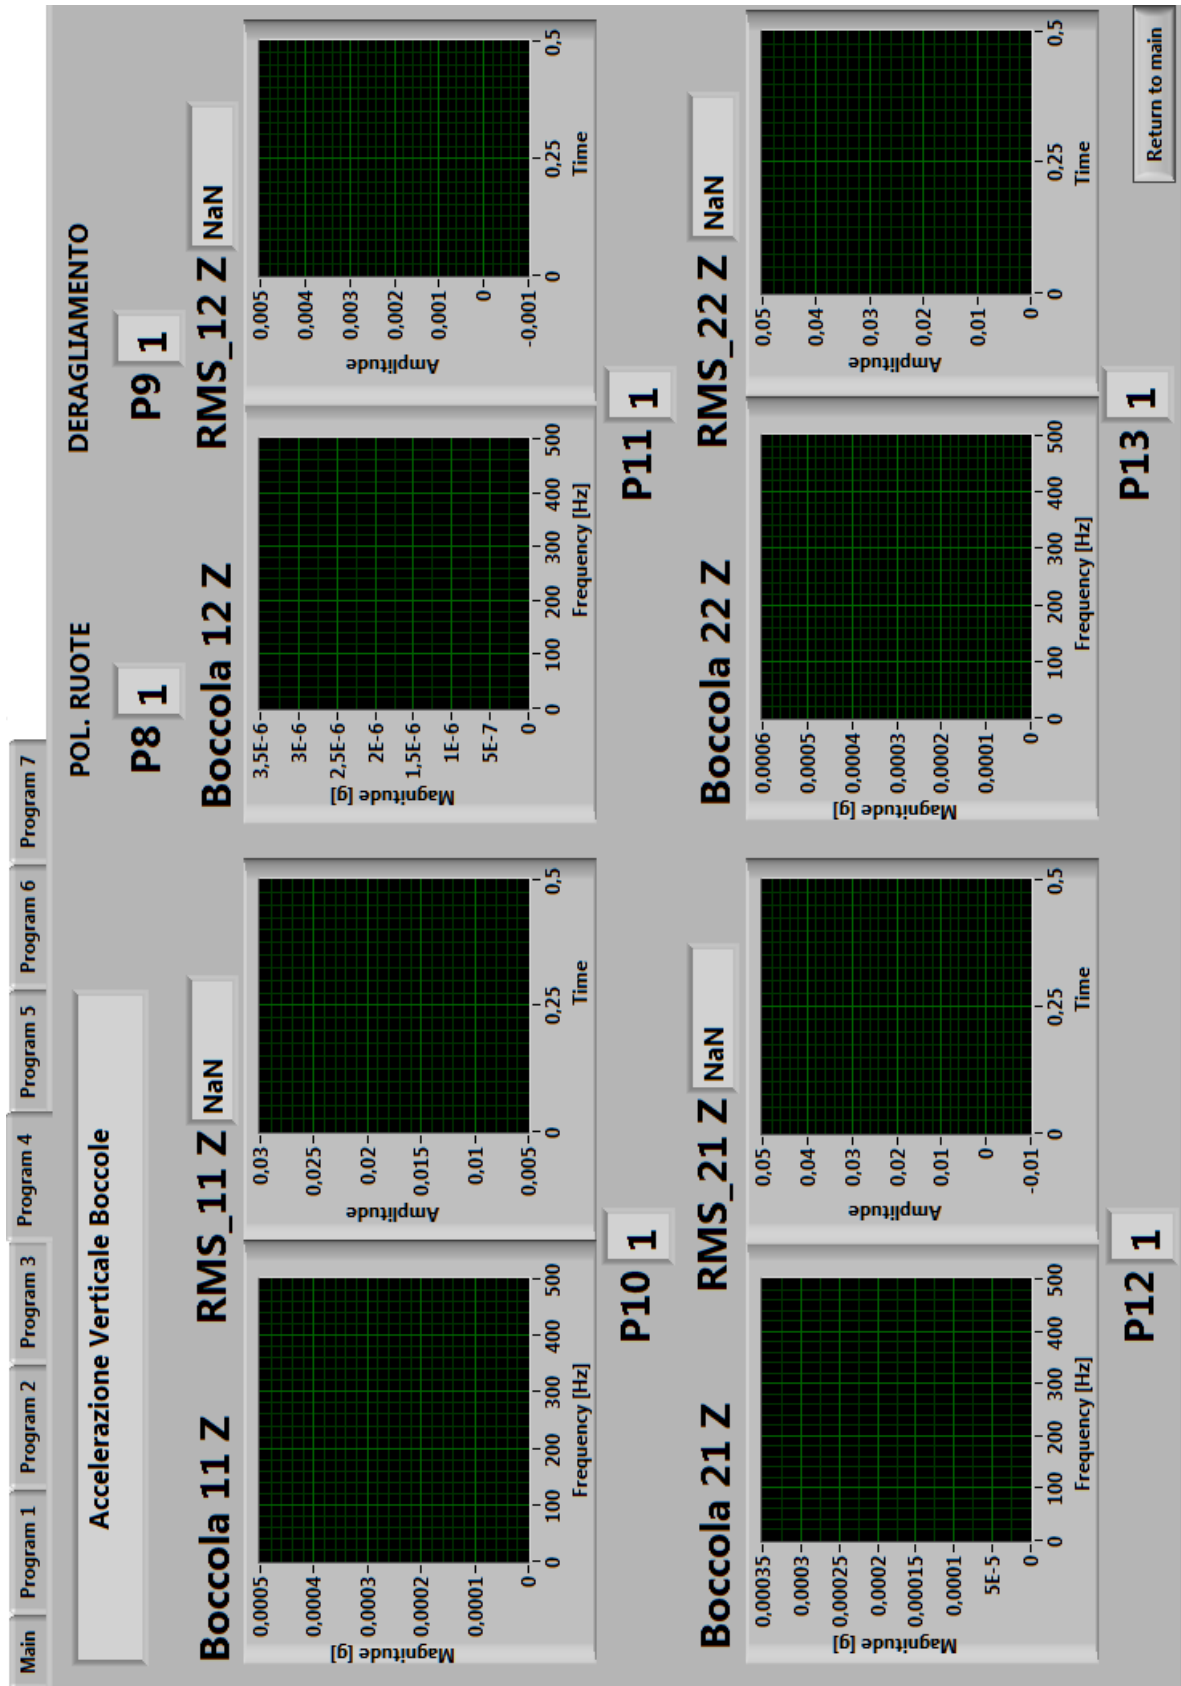 Main Program 1 Program 2 Program 3 Program 4 Program 5 Program 6 Program 7
Accelerazione Verticale Boccole
POL. RUOTE
DERAGLIAMENTO
P8 1
P9 1
Boccola 11 Z
RMS_11 Z NaN
Boccola 12 Z
RMS_12 Z NaN
Magnitude [g]
0,0005
0,0004
0,0003
0,0002
0,0001
0
0 100 200 300 400 500
Frequency [Hz]
Amplitude
0,03
0,025
0,02
0,015
0,01
0,005
0 0,25 0,5
Time
Magnitude [g]
3,5E-6
3E-6
2,5E-6
2E-6
1,5E-6
1E-6
5E-7
0
0 100 200 300 400 500
Frequency [Hz]
Amplitude
0,005
0,004
0,003
0,002
0,001
0
-0,001
0 0,25 0,5
Time
P10 1
P11 1
Boccola 21 Z
RMS_21 Z NaN
Boccola 22 Z
RMS_22 Z NaN
Magnitude [g]
0,00035
0,0003
0,00025
0,0002
0,00015
0,0001
5E-5
0
0 100 200 300 400 500
Frequency [Hz]
Amplitude
0,05
0,04
0,03
0,02
0,01
0
-0,01
0 0,25 0,5
Time
Magnitude [g]
0,0006
0,0005
0,0004
0,0003
0,0002
0,0001
0
0 100 200 300 400 500
Frequency [Hz]
Amplitude
0,05
0,04
0,03
0,02
0,01
0
0 0,25 0,5
Time
P12 1
P13 1
Return to main